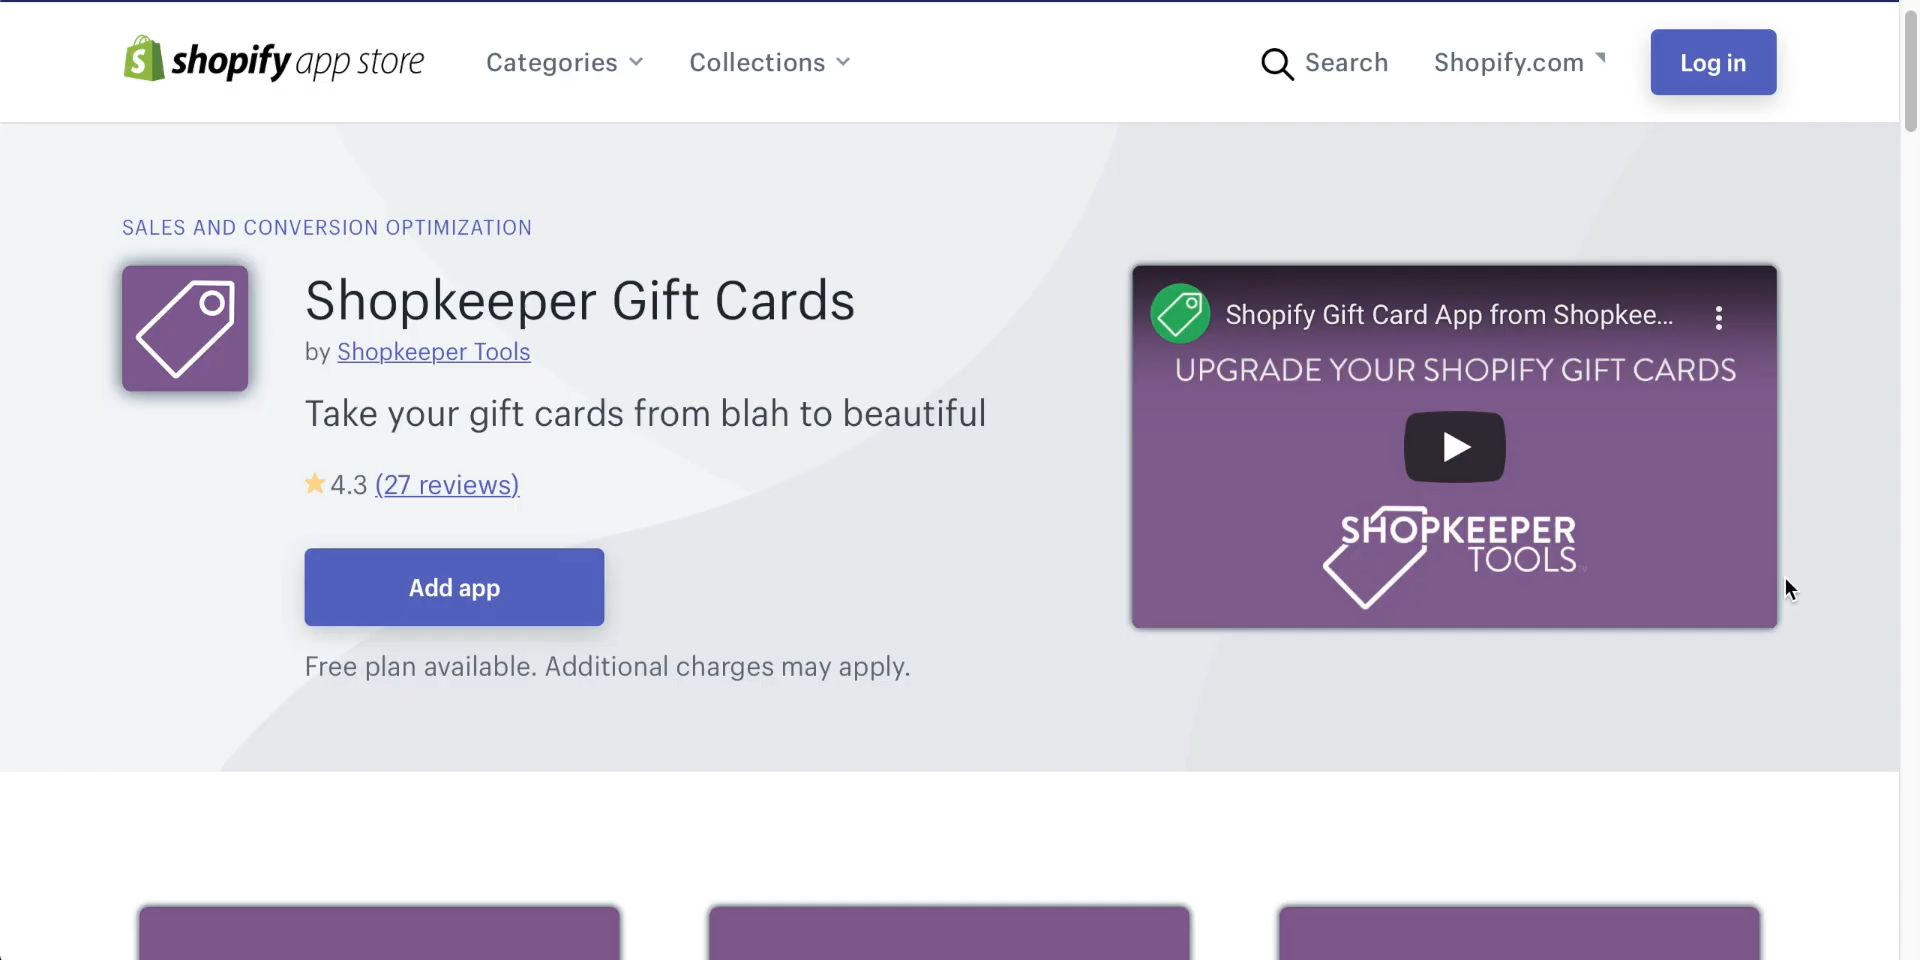 shopify app store
Categories
Collections
Search
Shopify.com
Log in
SALES AND CONVERSION OPTIMIZATION
Shopkeeper Gift Cards
by Shopkeeper Tools
Take your gift cards from blah to beautiful
4.3 (27 reviews)
Add app
Free plan available. Additional charges may apply.
Shopify Gift Card App from Shopkee...
UPGRADE YOUR SHOPIFY GIFT CARDS
SHOPKEEPER
TOOLS